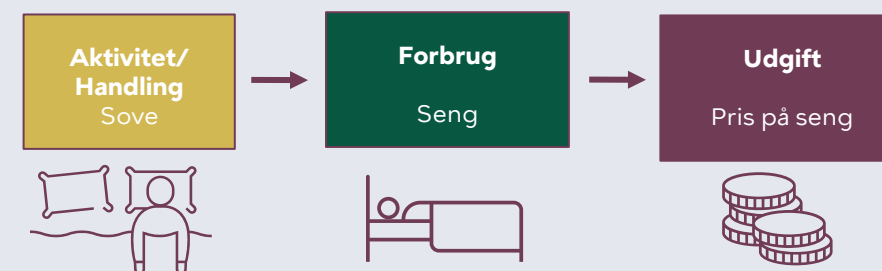 Aktivitet/
Handling
Sove
Forbrug
Seng
Udgift
Pris på seng